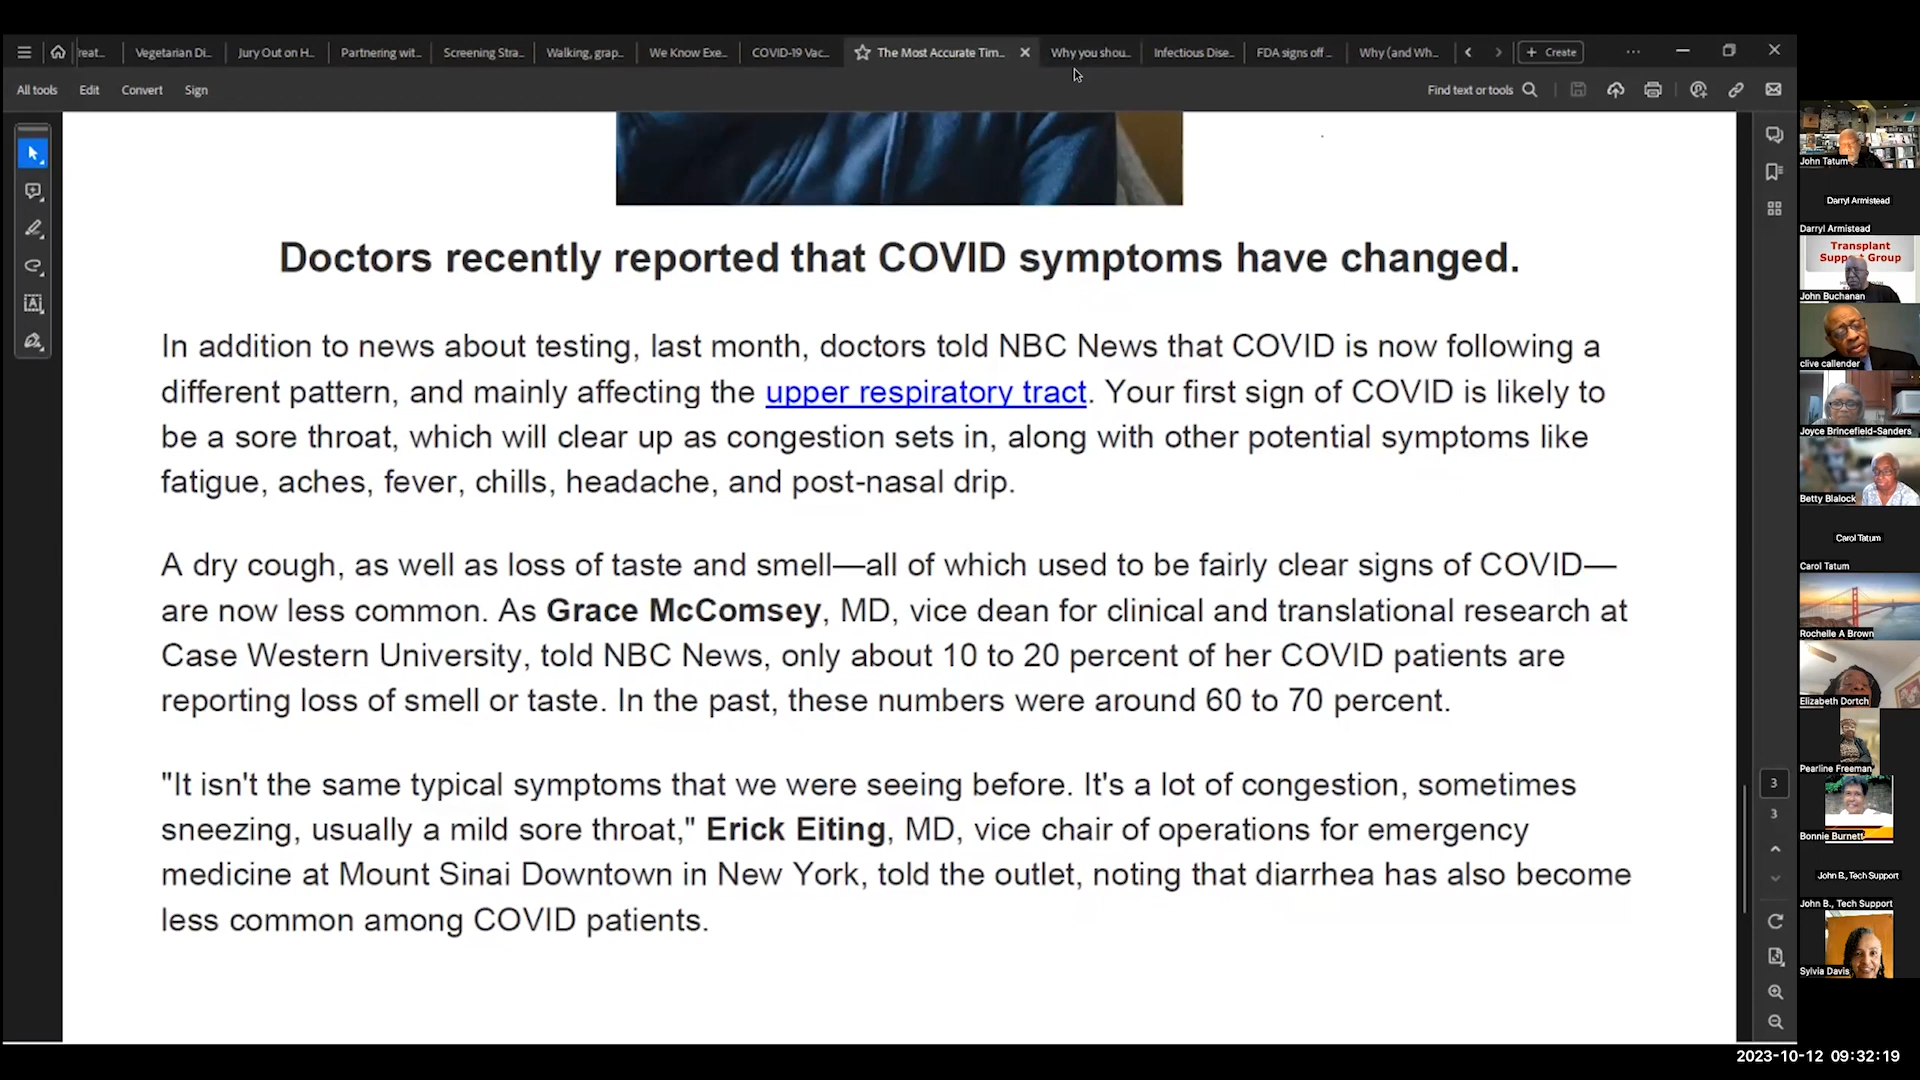 reat...
Vegetarian Di...
Jury Out on H...
Partnering wit...
Screening Stra...
Walking, grap...
We Know Exe...
COVID-19 Vac...
The Most Accurate Tim...
Why you shou...
Infectious Dise...
FDA signs off ...
Why (and Wh...
Create
All tools
Edit
Convert
Sign
Find text or tools
Doctors recently reported that COVID symptoms have changed.
In addition to news about testing, last month, doctors told NBC News that COVID is now following a
different pattern, and mainly affecting the upper respiratory tract. Your first sign of COVID is likely to
be a sore throat, which will clear up as congestion sets in, along with other potential symptoms like
fatigue, aches, fever, chills, headache, and post-nasal drip.
A dry cough, as well as loss of taste and smell—all of which used to be fairly clear signs of COVID—
are now less common. As Grace McComsey, MD, vice dean for clinical and translational research at
Case Western University, told NBC News, only about 10 to 20 percent of her COVID patients are
reporting loss of smell or taste. In the past, these numbers were around 60 to 70 percent.
"It isn't the same typical symptoms that we were seeing before. It's a lot of congestion, sometimes
sneezing, usually a mild sore throat," Erick Eiting, MD, vice chair of operations for emergency
medicine at Mount Sinai Downtown in New York, told the outlet, noting that diarrhea has also become
less common among COVID patients.
3
3
John Tatum
Darryl Armistead
Darryl Armistead
Transplant
Support Group
John Buchanan
clive callender
Joyce Brincefield-Sanders
Betty Blalock
Carol Tatum
Carol Tatum
Rochelle A Brown
Elizabeth Dortch
Pearline Freeman
Bonnie Burnett
John B., Tech Support
John B., Tech Support
Sylvia Davis
2023-10-12 09:32:19